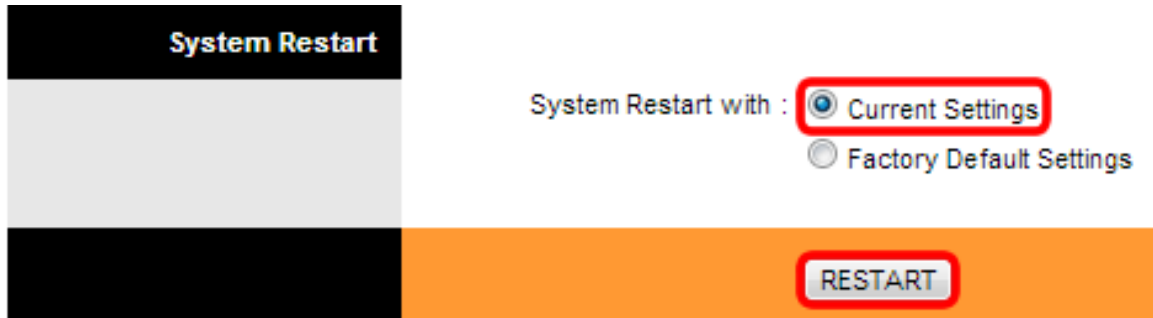 System Restart
System Restart with : Current Settings
Factory Default Settings
RESTART